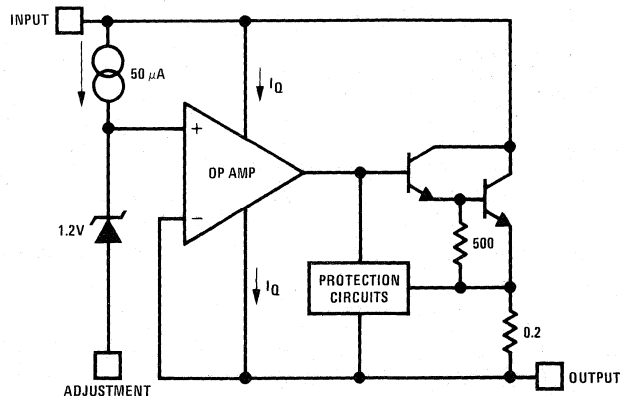 INPUT
50 μA
IQ
+
OP AMP
−
1.2V
500
PROTECTION
CIRCUITS
IQ
0.2
ADJUSTMENT
OUTPUT